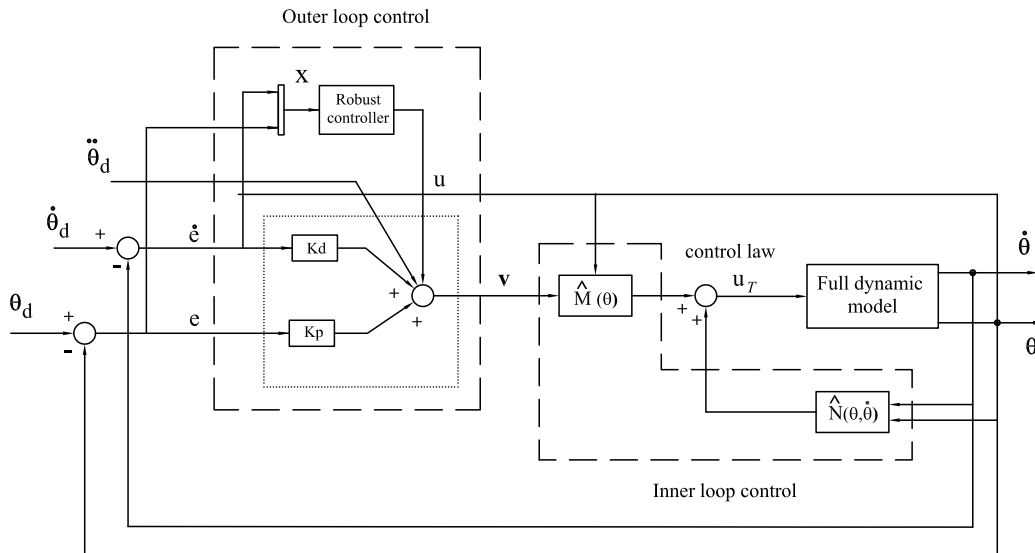 Outer loop control
x
Robust
controller
θ̈d
u
θ̇d
+
-
ė
Kd
v
M̂ (θ)
control law
uT
Full dynamic
model
θ̇
θd
+
-
e
Kp
+
+
+
+
θ
N̂(θ,θ̇)
Inner loop control